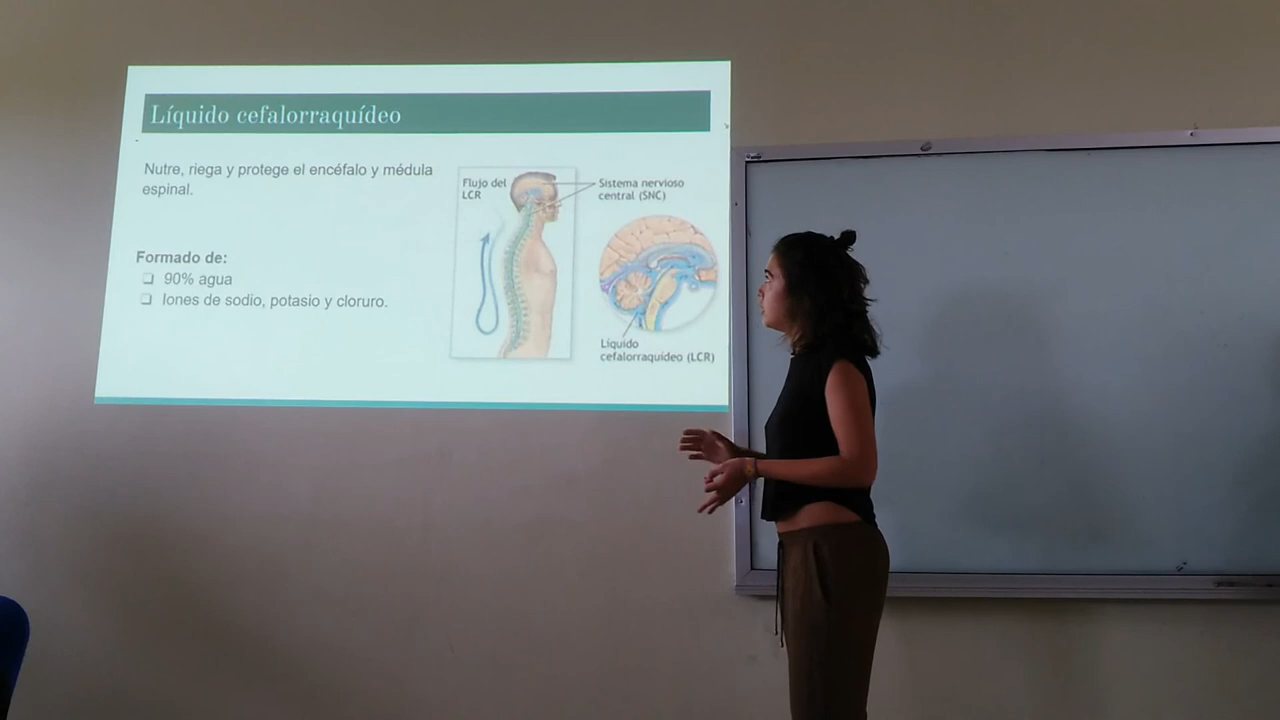 Líquido cefalorraquídeo
Nutre, riega y protege el encéfalo y médula
espinal.
Formado de:
90% agua
Iones de sodio, potasio y cloruro.
Flujo del
LCR
Sistema nervioso
central (SNC)
Líquido
cefalorraquídeo (LCR)